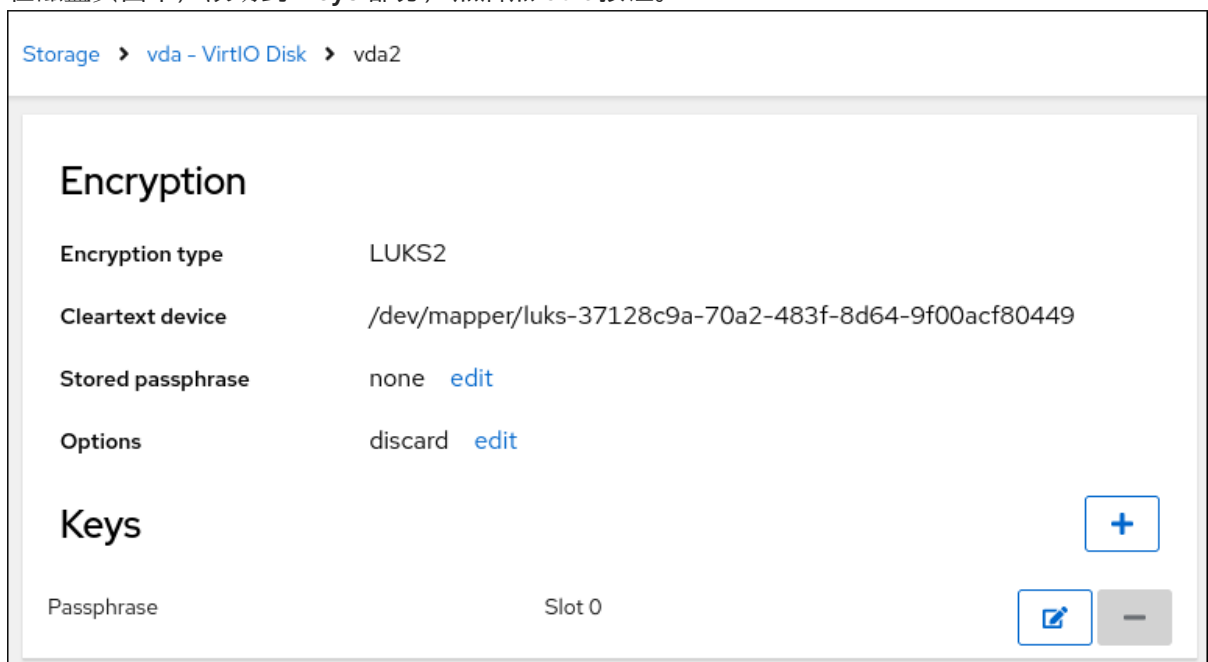 Storage > vda - VirtIO Disk > vda2
Encryption
Encryption type LUKS2
Cleartext device /dev/mapper/luks-37128c9a-70a2-483f-8d64-9f00acf80449
Stored passphrase none edit
Options discard edit
Keys +
Passphrase Slot 0 −